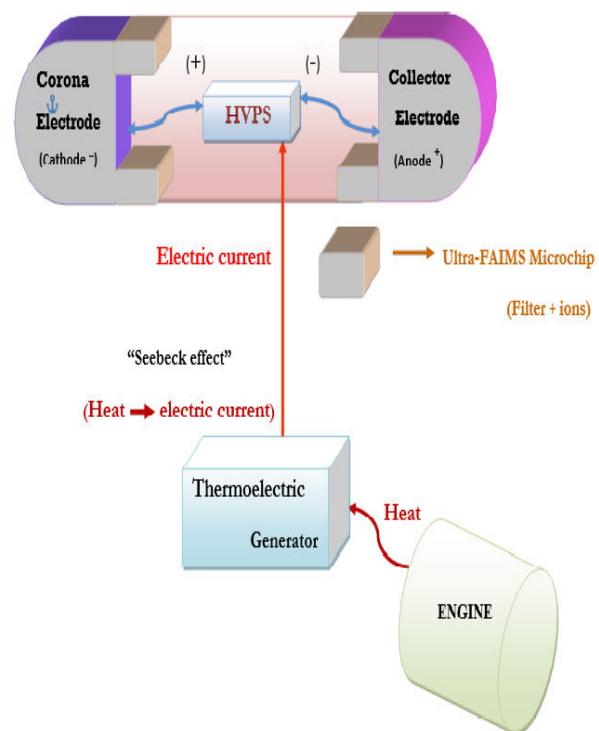 Corona
⚓
Electrode
(Cathode ⁻)
(+)
HVPS
(-)
Collector
Electrode
(Anode ⁺)
Electric current
Ultra-FAIMS Microchip
(Filter + ions)
“Seebeck effect”
(Heat ➡ electric current)
Thermoelectric
Generator
Heat
ENGINE